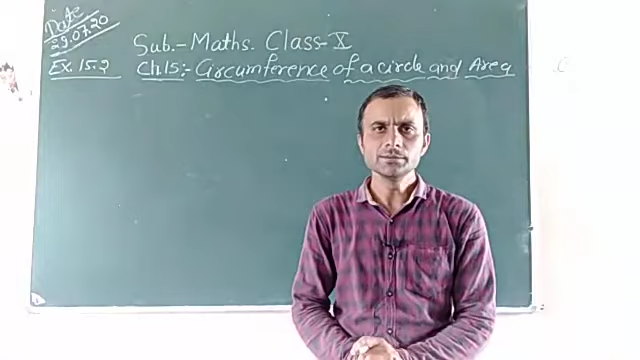 Date
29.07.20
Sub.- Maths. Class-X
Ex. 15.2 Ch.15:- Circumference of a circle and Area